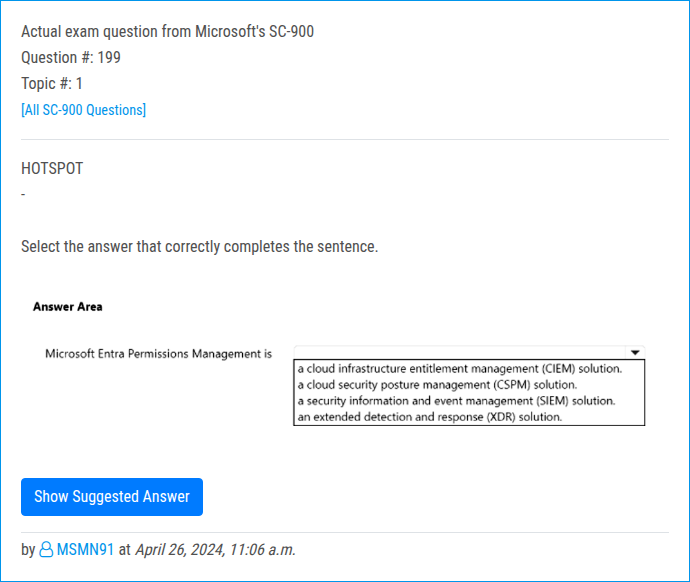 Actual exam question from Microsoft's SC-900
Question #: 199
Topic #: 1
[All SC-900 Questions]
HOTSPOT
-
Select the answer that correctly completes the sentence.
Answer Area
Microsoft Entra Permissions Management is
a cloud infrastructure entitlement management (CIEM) solution.
a cloud security posture management (CSPM) solution.
a security information and event management (SIEM) solution.
an extended detection and response (XDR) solution.
Show Suggested Answer
by MSMN91 at April 26, 2024, 11:06 a.m.